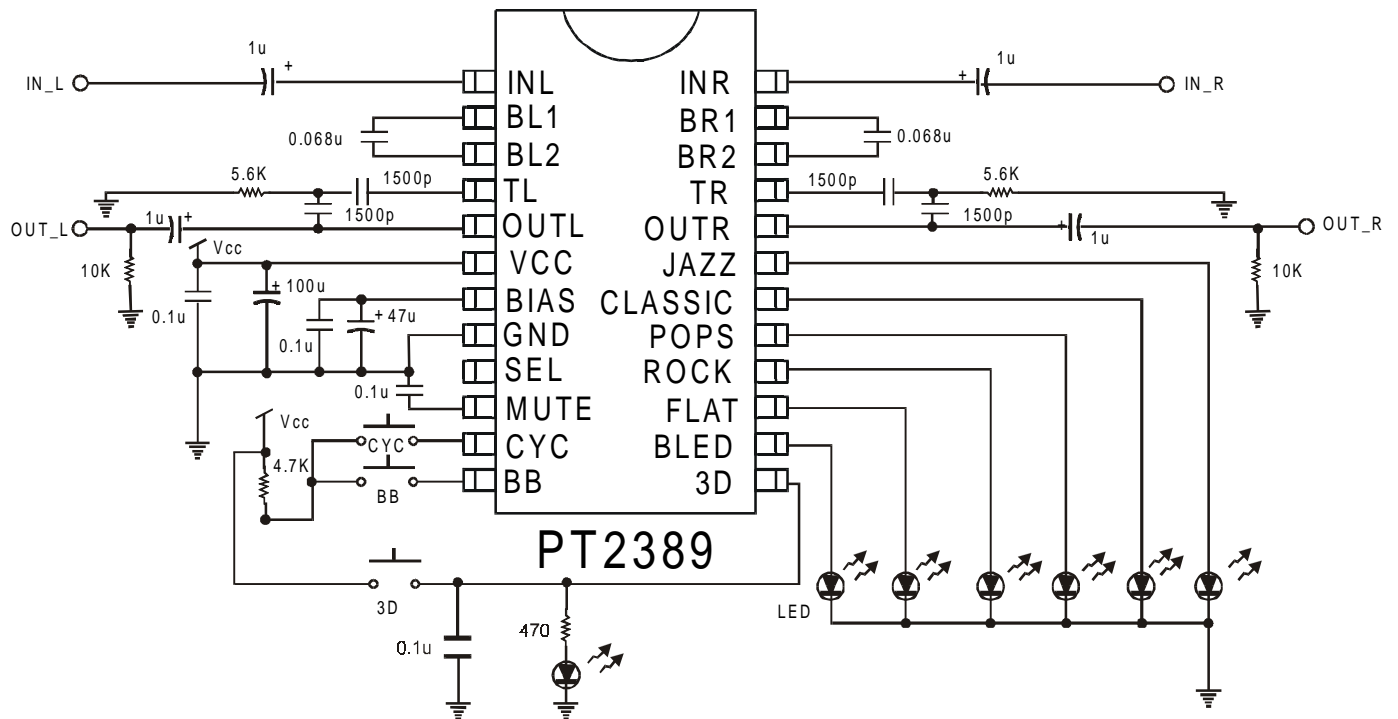 1u
+
IN_L
INL
INR
+
1u
IN_R
BL1
0.068u
BR1
0.068u
BL2
BR2
5.6K
1500p
TL
TR
1500p
5.6K
1500p
1500p
OUT_L
1u
+
OUTL
OUTR
+
1u
OUT_R
Vcc
VCC
JAZZ
10K
10K
0.1u
+ 100u
BIAS
CLASSIC
0.1u
+ 47u
GND
POPS
SEL
ROCK
0.1u
MUTE
FLAT
Vcc
CYC
CYC
BLED
4.7K
BB
BB
3D
PT2389
3D
LED
470
0.1u